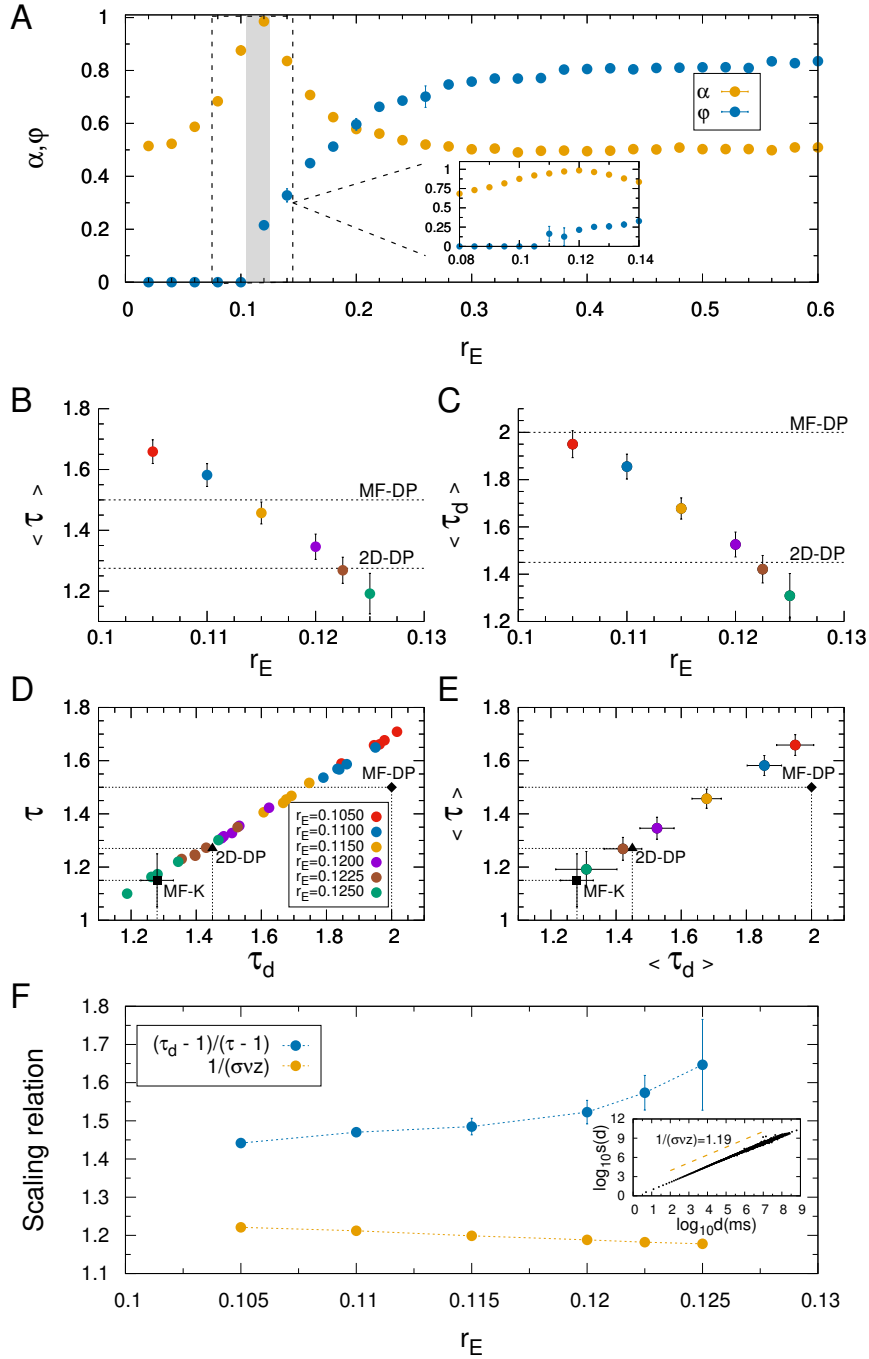 A
α,φ
1
0.8
0.6
0.4
0.2
0
α
φ
1
0.75
0.5
0.25
0
0.08 0.1 0.12 0.14
0 0.1 0.2 0.3 0.4 0.5 0.6
r_E
B
< τ >
1.8
1.6
1.4
1.2
MF-DP
2D-DP
0.1 0.11 0.12 0.13
r_E
C
< τ_d >
2
1.8
1.6
1.4
1.2
MF-DP
2D-DP
0.1 0.11 0.12 0.13
r_E
D
τ
1.8
1.6
1.4
1.2
1
MF-DP
2D-DP
MF-K
r_E=0.1050
r_E=0.1100
r_E=0.1150
r_E=0.1200
r_E=0.1225
r_E=0.1250
1.2 1.4 1.6 1.8 2
τ_d
E
< τ >
1.8
1.6
1.4
1.2
1
MF-DP
2D-DP
MF-K
1.2 1.4 1.6 1.8 2
< τ_d >
F
Scaling relation
1.8
1.7
1.6
1.5
1.4
1.3
1.2
1.1
(τ_d - 1)/(τ - 1)
1/(σνz)
log₁₀s(d)
12
9
6
3
0
1/(σνz)=1.19
0 1 2 3 4 5 6 7 8 9
log₁₀d(ms)
0.1 0.105 0.11 0.115 0.12 0.125 0.13
r_E